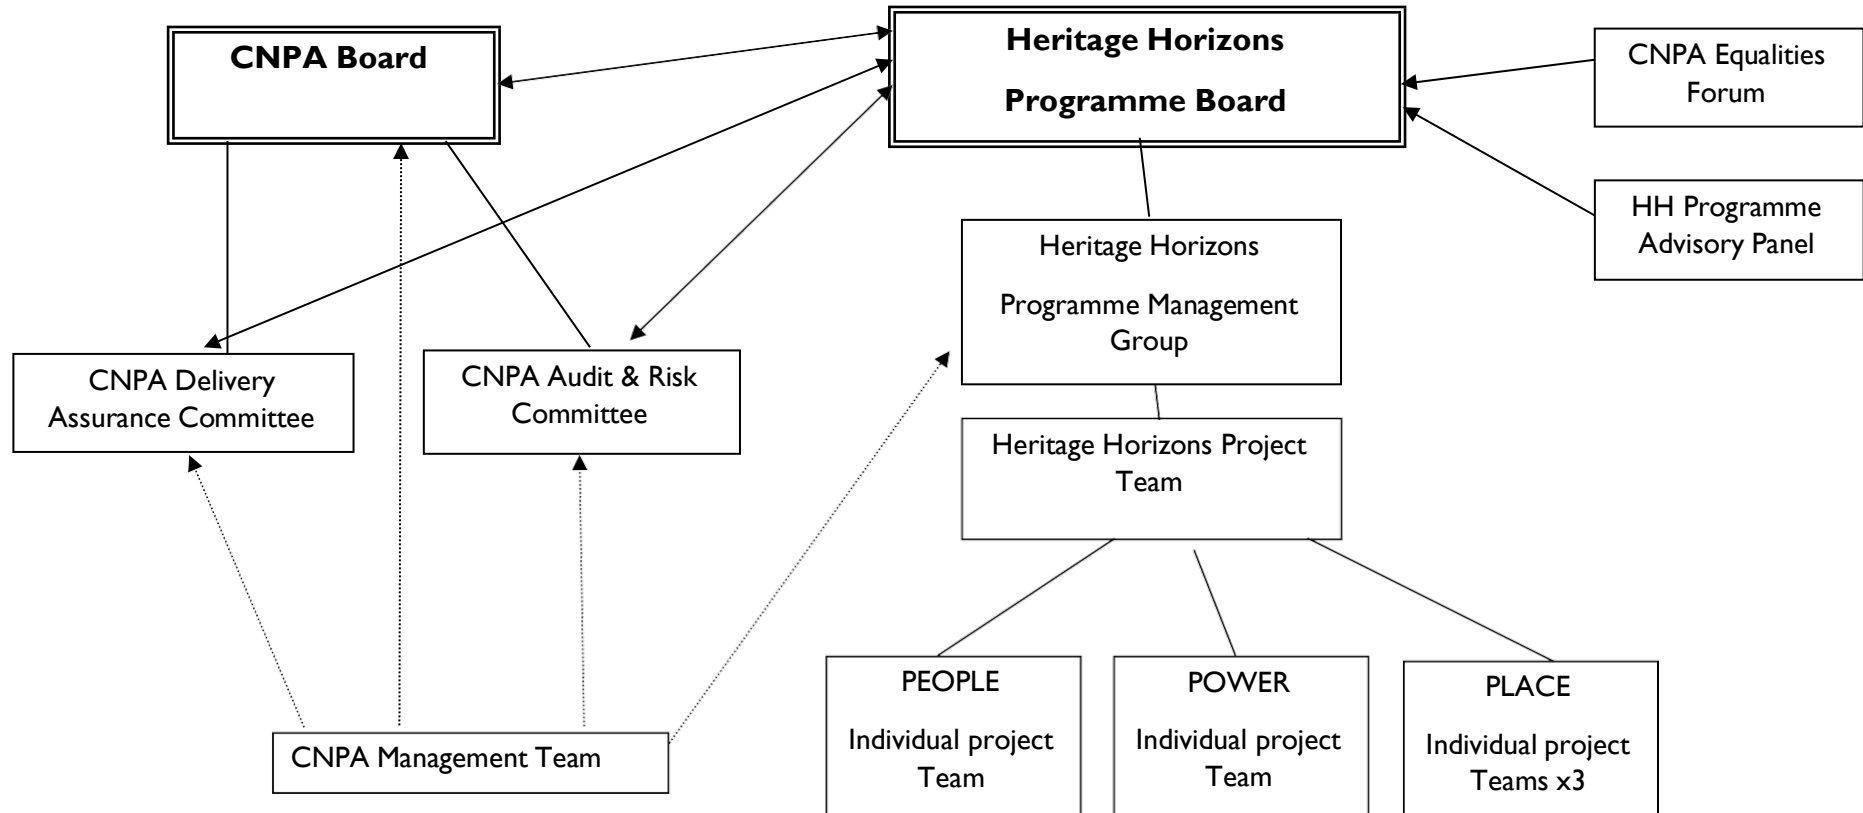 CNPA Board
Heritage Horizons
Programme Board
CNPA Equalities
Forum
HH Programme
Advisory Panel
Heritage Horizons
Programme Management
Group
CNPA Delivery
Assurance Committee
CNPA Audit & Risk
Committee
Heritage Horizons Project
Team
PEOPLE
Individual project
Team
POWER
Individual project
Team
PLACE
Individual project
Teams x3
CNPA Management Team